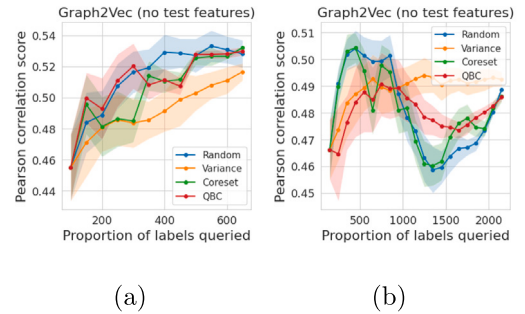 Graph2Vec (no test features)
Pearson correlation score
0.54
0.52
0.50
0.48
0.46
0.44
Random
Variance
Coreset
QBC
200
400
600
Proportion of labels queried
(a)
Graph2Vec (no test features)
Pearson correlation score
0.51
0.50
0.49
0.48
0.47
0.46
0.45
Random
Variance
Coreset
QBC
500
1000
1500
2000
Proportion of labels queried
(b)